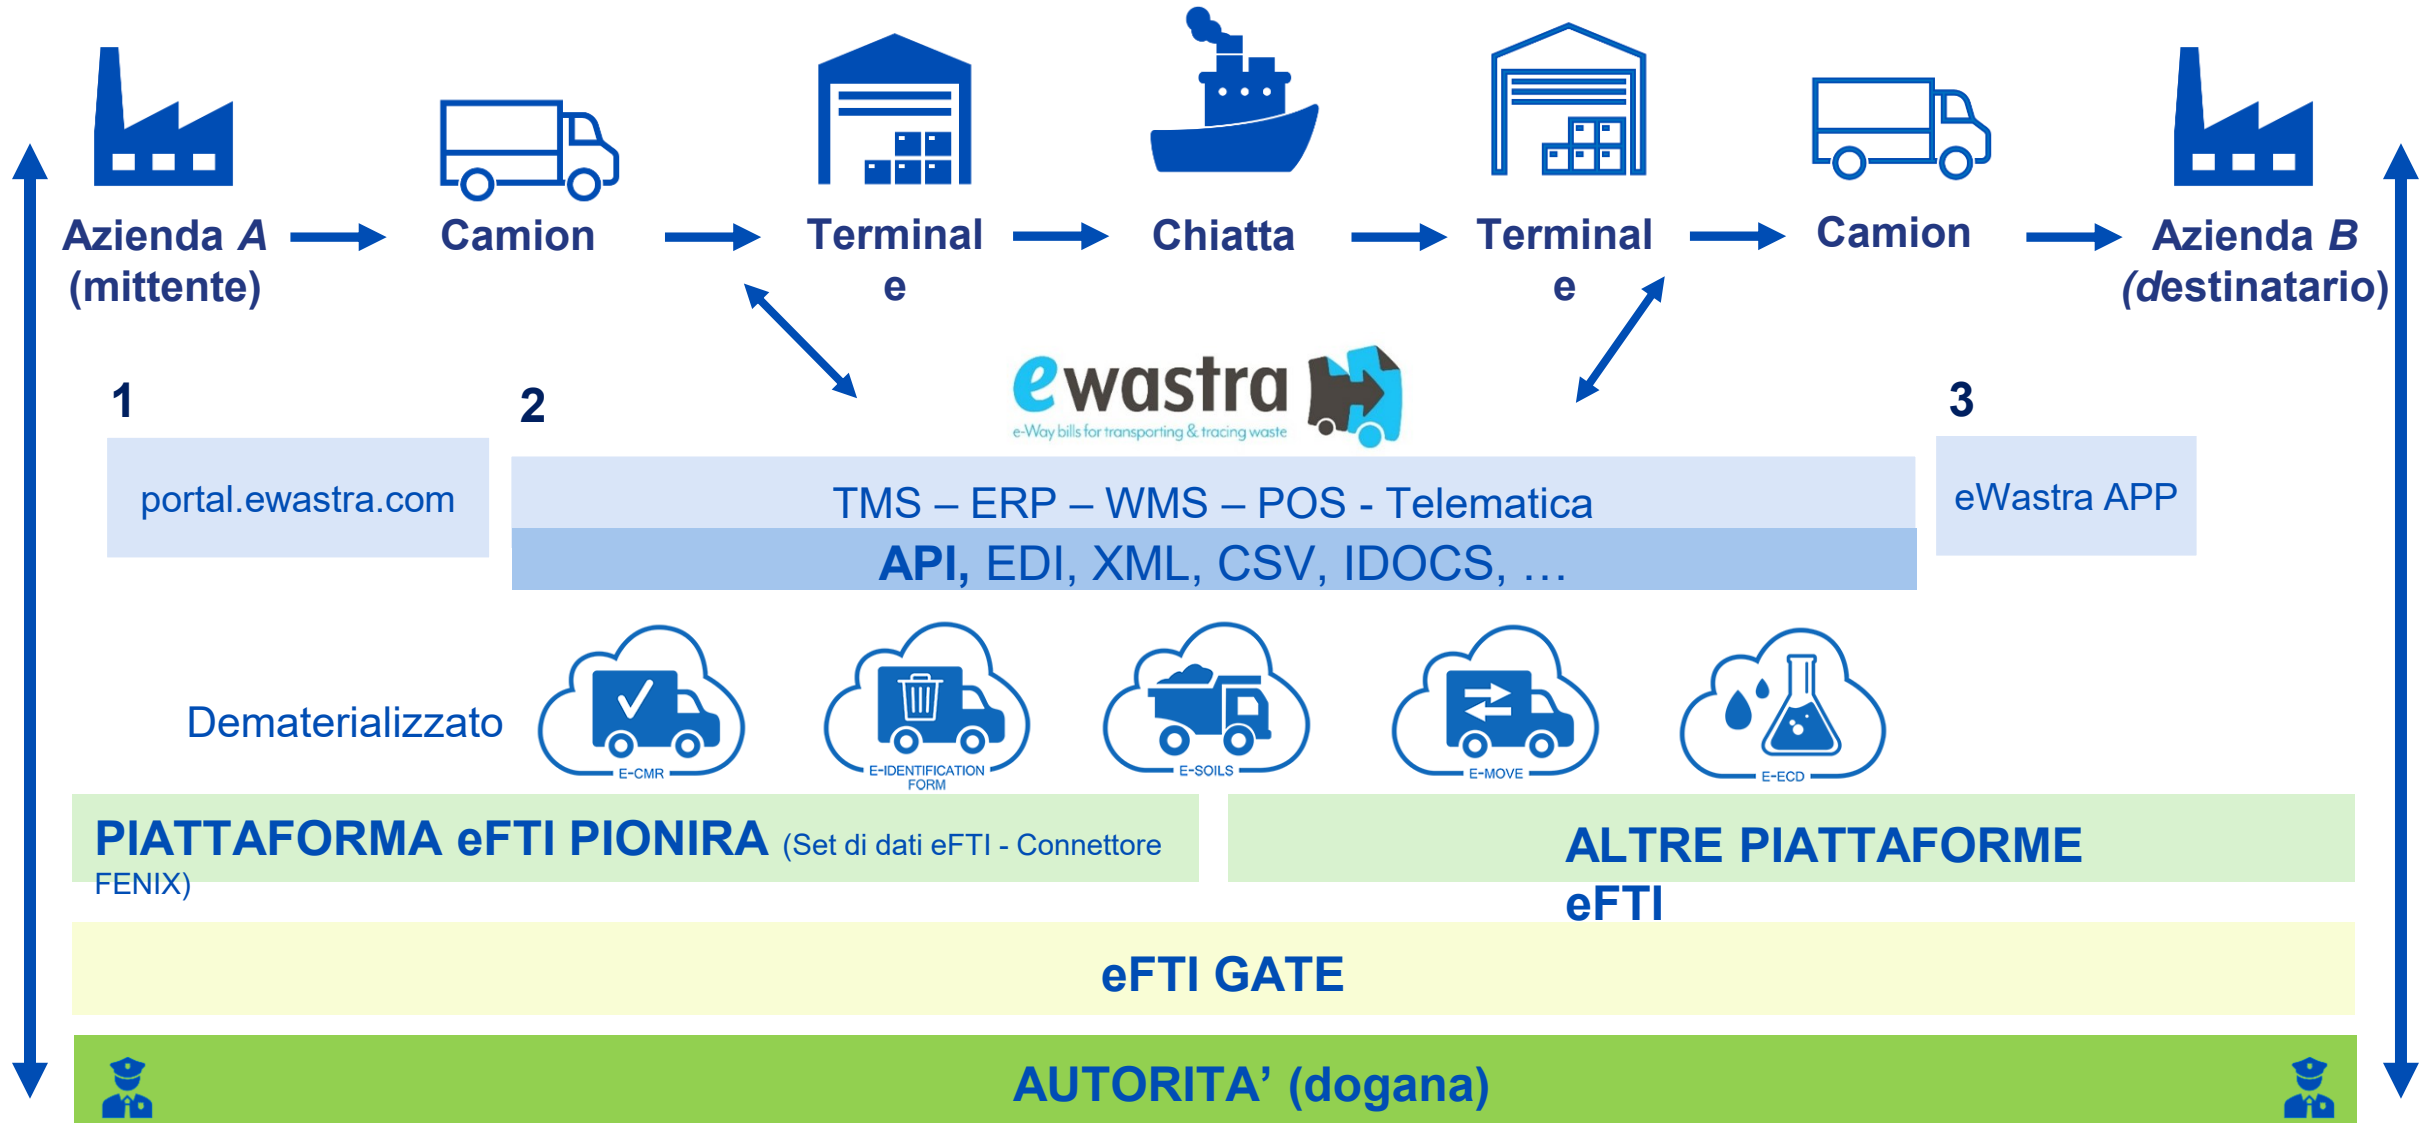 Azienda A
(mittente)
Camion
Terminal
e
Chiatta
Terminal
e
Camion
Azienda B
(destinatario)
ewastra
e-Way bills for transporting & tracing waste
1
2
3
portal.ewastra.com
TMS – ERP – WMS – POS - Telematica
API, EDI, XML, CSV, IDOCS, …
eWastra APP
Dematerializzato
E-CMR
E-IDENTIFICATION
FORM
E-SOILS
E-MOVE
E-ECD
PIATTAFORMA eFTI PIONIRA (Set di dati eFTI - Connettore
FENIX)
ALTRE PIATTAFORME
eFTI
eFTI GATE
AUTORITA’ (dogana)